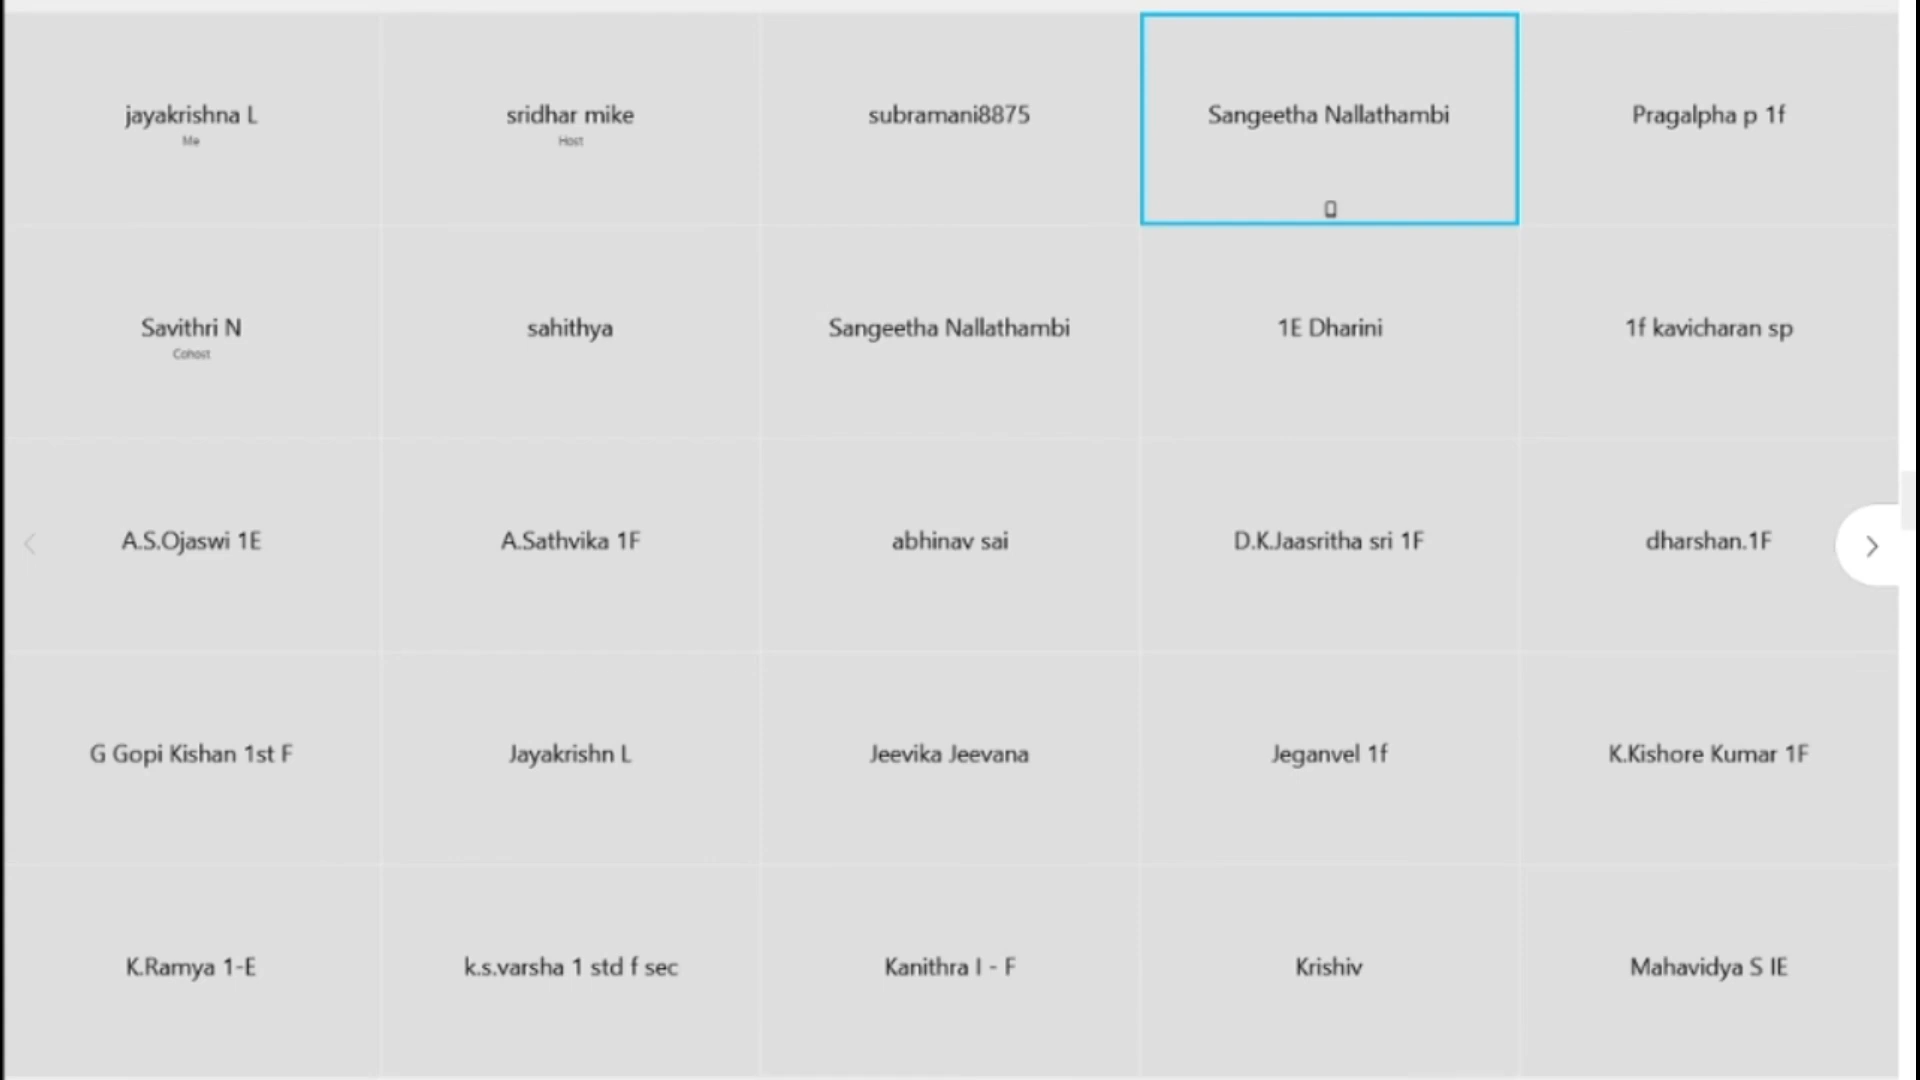 jayakrishna L
Me
sridhar mike
Host
subramani8875
Sangeetha Nallathambi
Pragalpha p 1f
Savithri N
Cohost
sahithya
Sangeetha Nallathambi
1E Dharini
1f kavicharan sp
A.S.Ojaswi 1E
A.Sathvika 1F
abhinav sai
D.K.Jaasritha sri 1F
dharshan.1F
G Gopi Kishan 1st F
Jayakrishn L
Jeevika Jeevana
Jeganvel 1f
K.Kishore Kumar 1F
K.Ramya 1-E
k.s.varsha 1 std f sec
Kanithra I - F
Krishiv
Mahavidya S IE